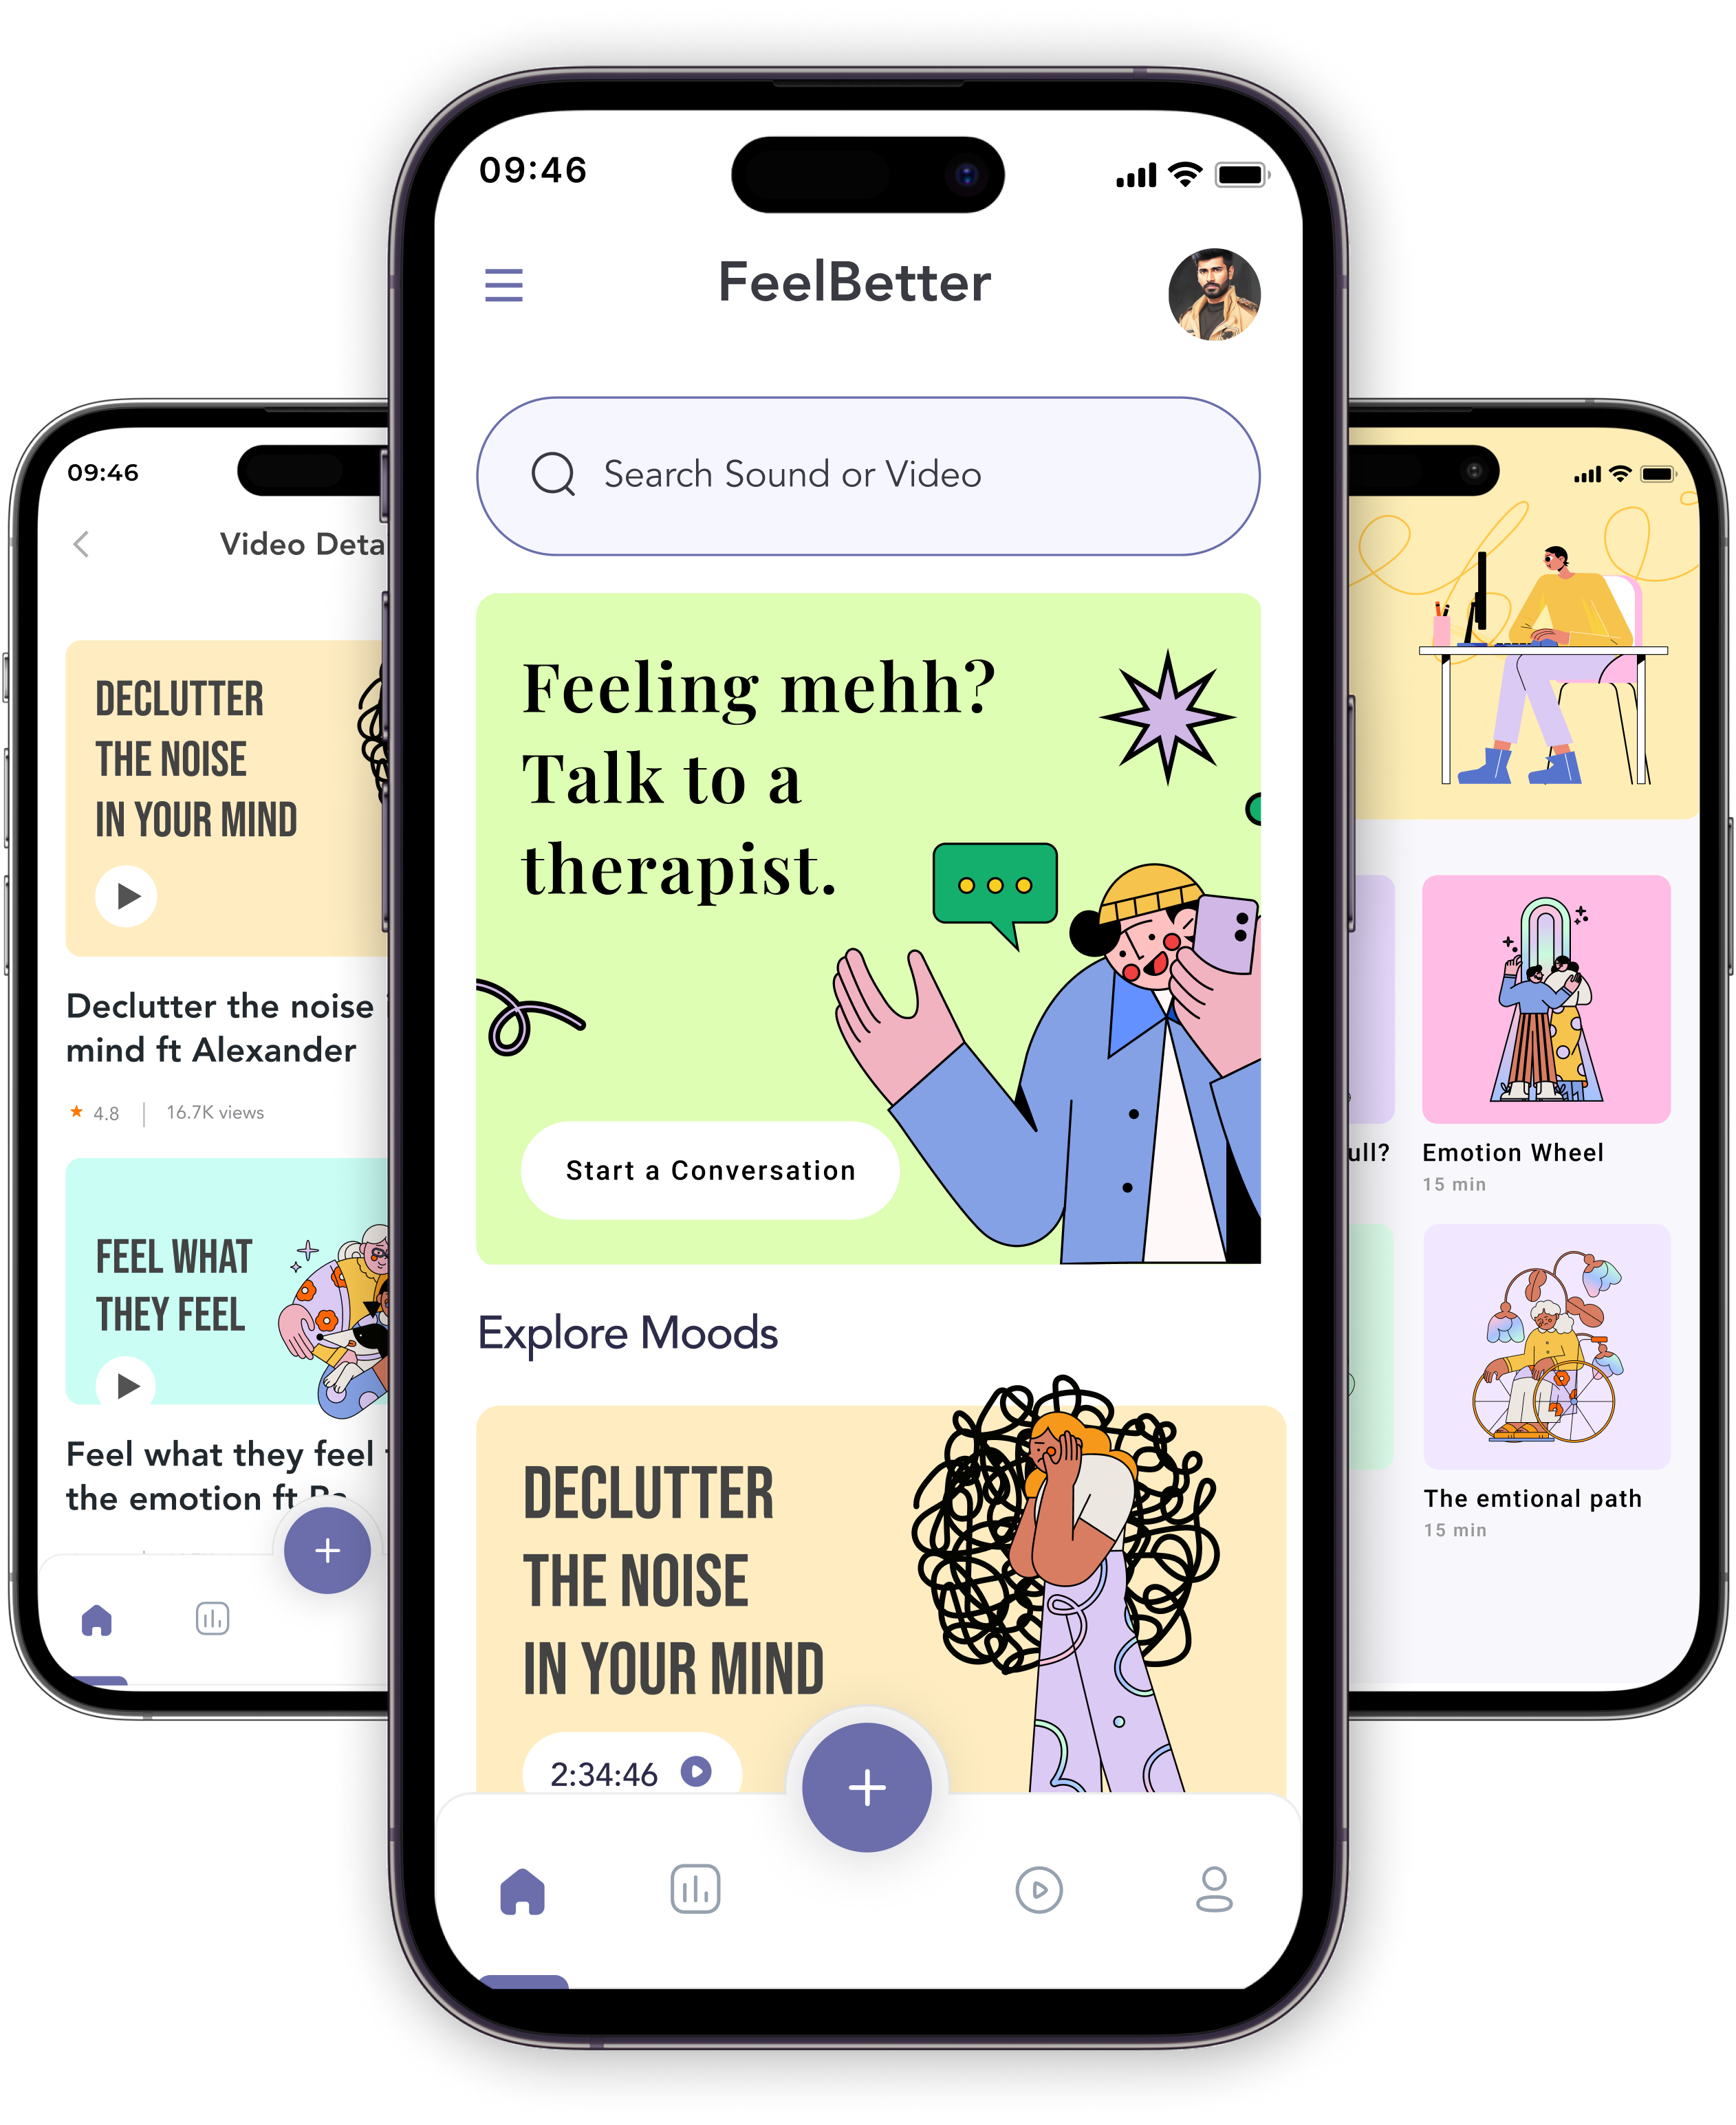 09:46
FeelBetter
Search Sound or Video
Feeling mehh?
Talk to a
therapist.
Start a Conversation
Explore Moods
DECLUTTER
THE NOISE
IN YOUR MIND
2:34:46
09:46
Video Deta
DECLUTTER
THE NOISE
IN YOUR MIND
Declutter the noise
mind ft Alexander
4.8 | 16.7K views
FEEL WHAT
THEY FEEL
Feel what they feel
the emotion ft
ull?
Emotion Wheel
15 min
The emtional path
15 min